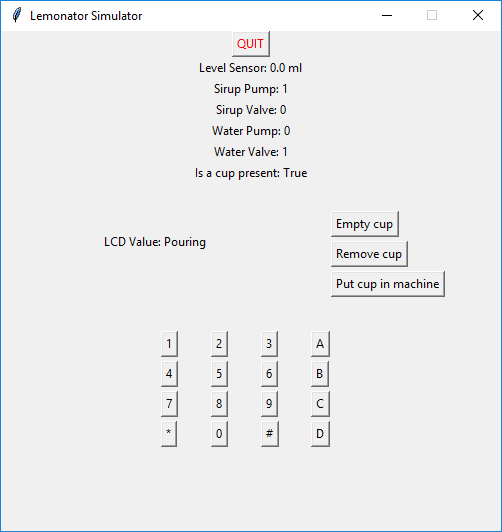 Lemonator Simulator
QUIT
Level Sensor: 0.0 ml
Sirup Pump: 1
Sirup Valve: 0
Water Pump: 0
Water Valve: 1
Is a cup present: True
Empty cup
LCD Value: Pouring
Remove cup
Put cup in machine
1 2 3 A
4 5 6 B
7 8 9 C
* 0 # D